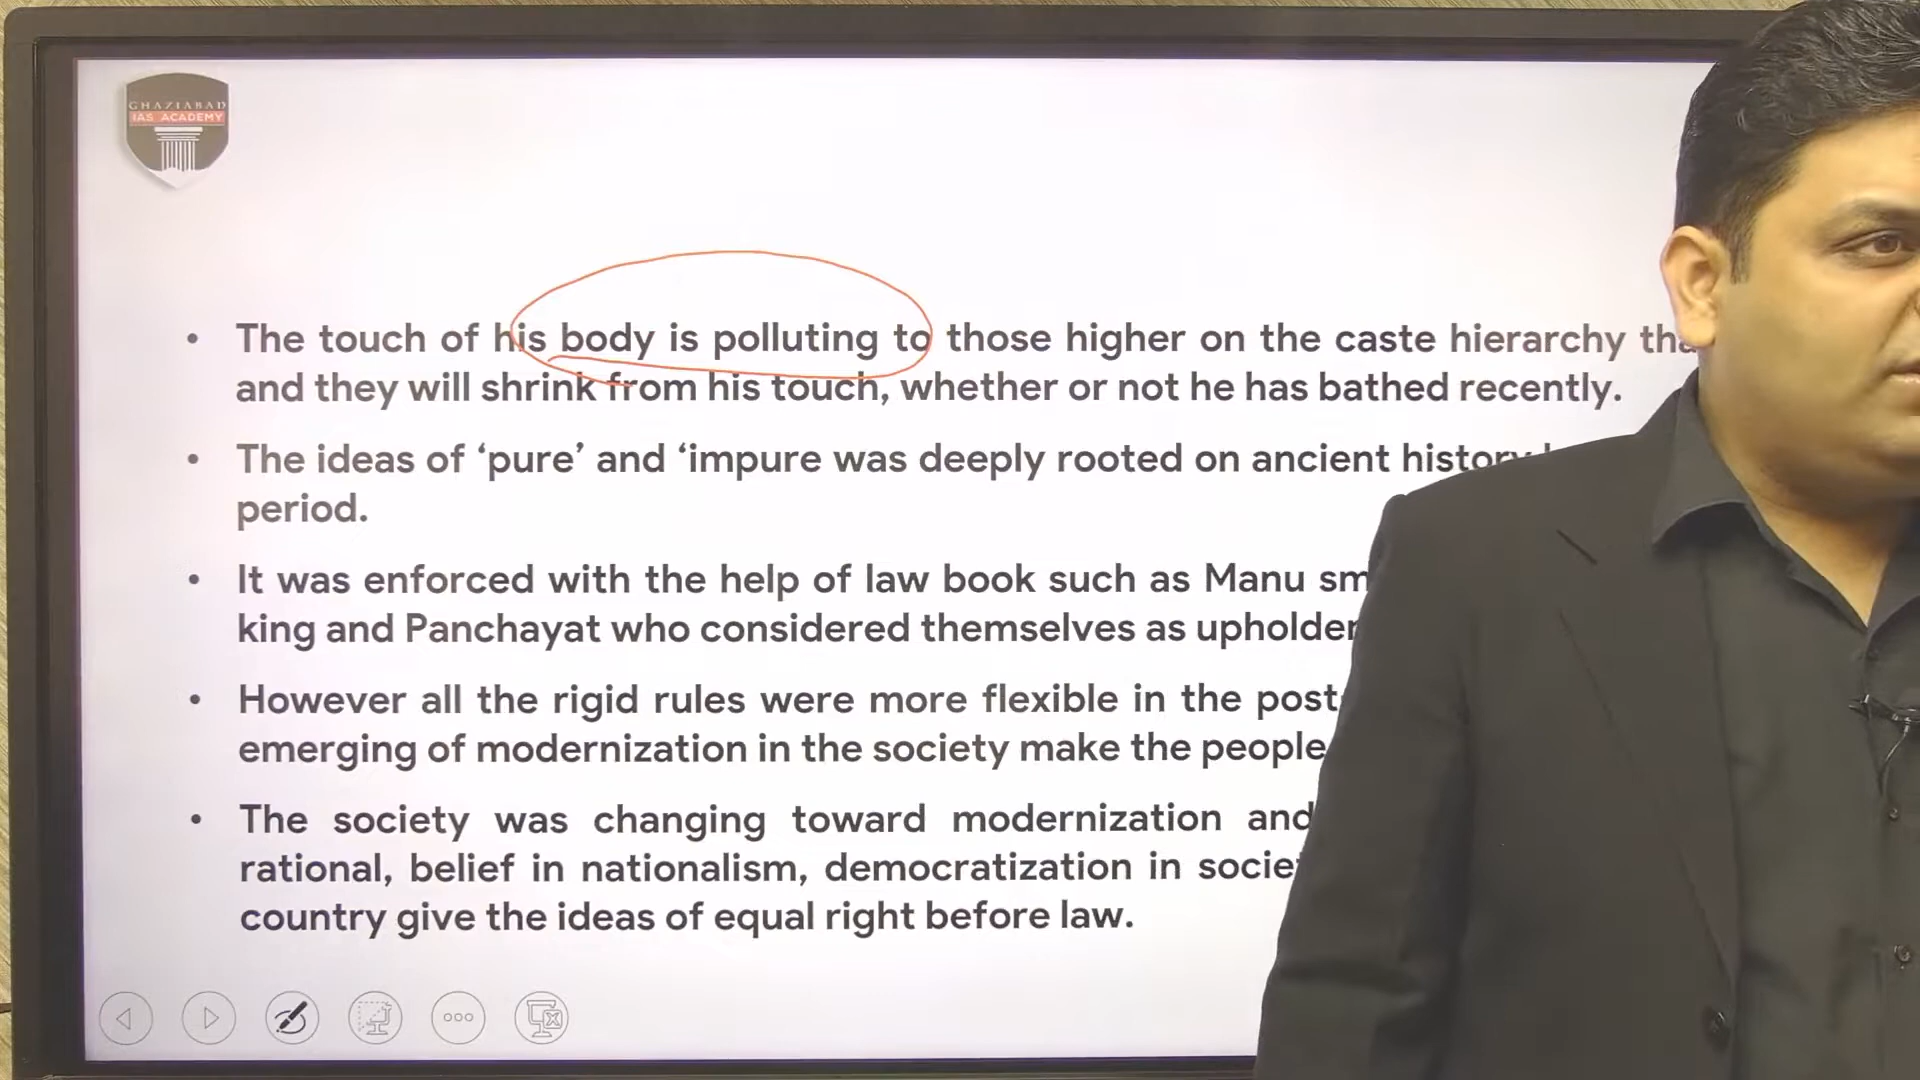 GHAZIABAD
IAS ACADEMY
• The touch of his body is polluting to those higher on the caste hierarchy
and they will shrink from his touch, whether or not he has bathed recently.
• The ideas of ‘pure’ and ‘impure was deeply rooted on ancient history
period.
• It was enforced with the help of law book such as Manu
king and Panchayat who considered themselves as
• However all the rigid rules were more flexible in the post
emerging of modernization in the society make the people
• The society was changing toward modernization and
rational, belief in nationalism, democratization in
country give the ideas of equal right before law.